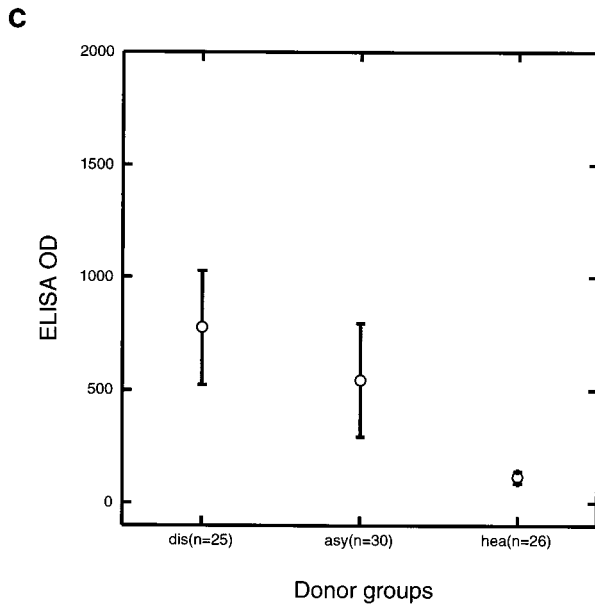 c
2000
1500
1000
500
0
ELISA OD
dis(n=25) asy(n=30) hea(n=26)
Donor groups